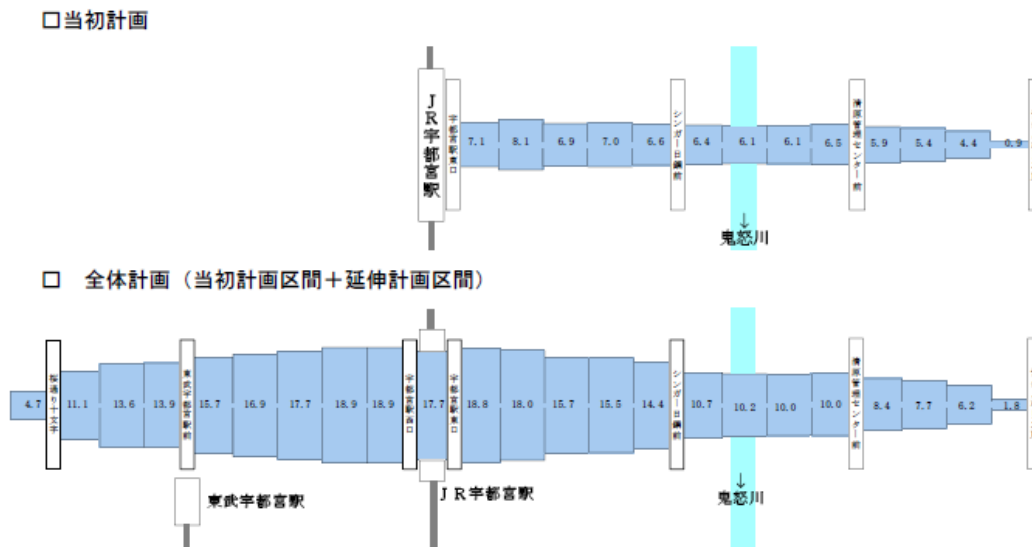 □当初計画
JR宇都宮駅
宇都宮駅東口
7.1 8.1 6.9 7.0 6.6
シンガー日鋼前
6.4 6.1 6.1 6.5
清原管理センター前
5.9 5.4 4.4 0.9
↓
鬼怒川
□ 全体計画（当初計画区間＋延伸計画区間）
4.7
桜通り十文字
11.1 13.6 13.9
東武宇都宮駅前
15.7 16.9 17.7 18.9 18.9
宇都宮駅西口
17.7
宇都宮駅東口
18.8 18.0 15.7 15.5 14.4
シンガー日鋼前
10.7 10.2 10.0 10.0
清原管理センター前
8.4 7.7 6.2 1.8
東武宇都宮駅
JR宇都宮駅
↓
鬼怒川